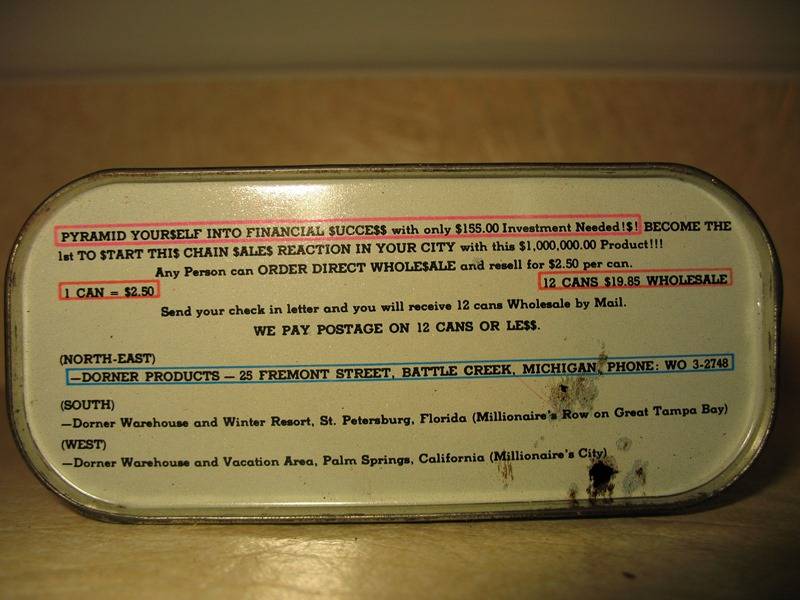 PYRAMID YOUR$ELF INTO FINANCIAL $UCCE$$ with only $155.00 Investment Needed!$! BECOME THE
1st TO $TART THI$ CHAIN $ALE$ REACTION IN YOUR CITY with this $1,000,000.00 Product!!!
Any Person can ORDER DIRECT WHOLE$ALE and resell for $2.50 per can.
1 CAN = $2.50 12 CANS $19.85 WHOLESALE
Send your check in letter and you will receive 12 cans Wholesale by Mail.
WE PAY POSTAGE ON 12 CANS OR LE$$.
(NORTH-EAST)
—DORNER PRODUCTS — 25 FREMONT STREET, BATTLE CREEK, MICHIGAN, PHONE: WO 3-2748
(SOUTH)
—Dorner Warehouse and Winter Resort, St. Petersburg, Florida (Millionaire's Row on Great Tampa Bay)
(WEST)
—Dorner Warehouse and Vacation Area, Palm Springs, California (Millionaire's City)